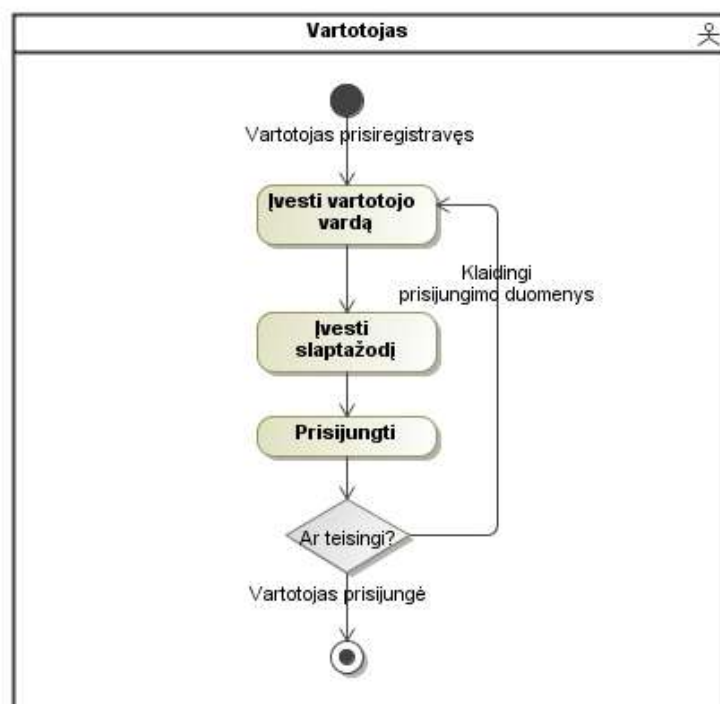 Vartotojas
Vartotojas prisiregistravęs
Įvesti vartotojo
vardą
Klaidingi
prisijungimo duomenys
Įvesti
slaptažodį
Prisijungti
Ar teisingi?
Vartotojas prisijungė